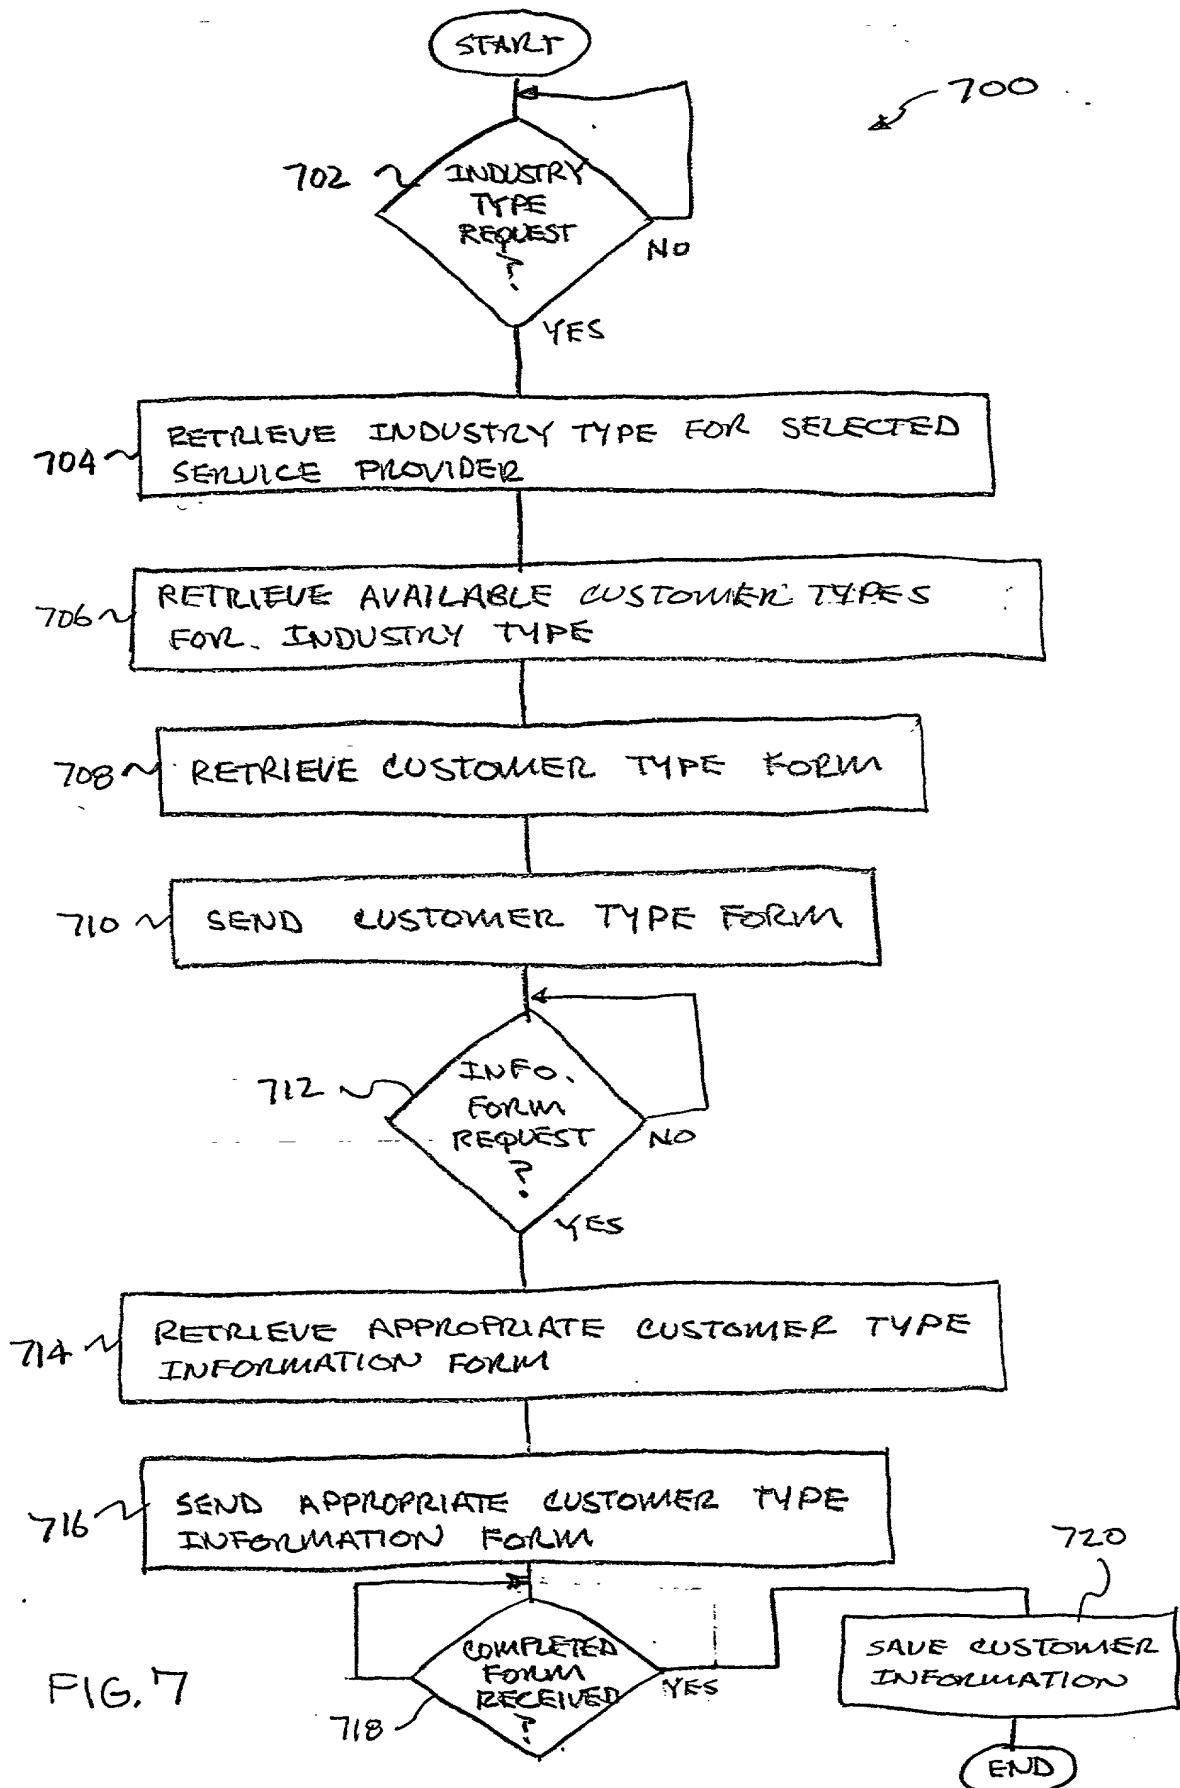 START
700
702
INDUSTRY
TYPE
REQUEST
?
NO
YES
704
RETRIEVE INDUSTRY TYPE FOR SELECTED
SERVICE PROVIDER
706
RETRIEVE AVAILABLE CUSTOMER TYPES
FOR. INDUSTRY TYPE
708
RETRIEVE CUSTOMER TYPE FORM
710
SEND CUSTOMER TYPE FORM
712
INFO.
FORM
REQUEST
?
NO
YES
714
RETRIEVE APPROPRIATE CUSTOMER TYPE
INFORMATION FORM
716
SEND APPROPRIATE CUSTOMER TYPE
INFORMATION FORM
718
COMPLETED
FORM
RECEIVED
?
YES
720
SAVE CUSTOMER
INFORMATION
END
FIG. 7